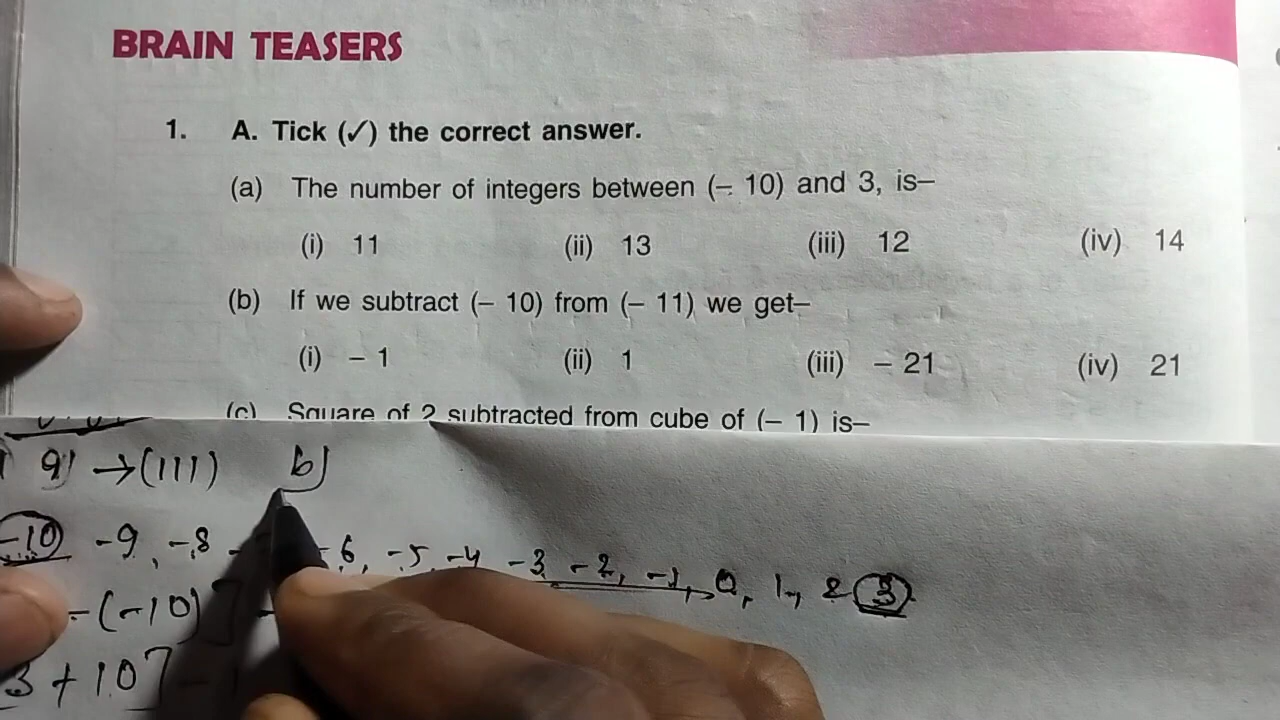 BRAIN TEASERS
1. A. Tick (✓) the correct answer.
(a) The number of integers between (– 10) and 3, is–
(i) 11 (ii) 13 (iii) 12 (iv) 14
(b) If we subtract (– 10) from (– 11) we get–
(i) – 1 (ii) 1 (iii) – 21 (iv) 21
(c) Square of 2 subtracted from cube of (– 1) is–
a) →(111) b)
-10 -9, -8 -6, -5, -4 -3 -2, -1, 0, 1, 2 3
-(-10)]
3 + 10]